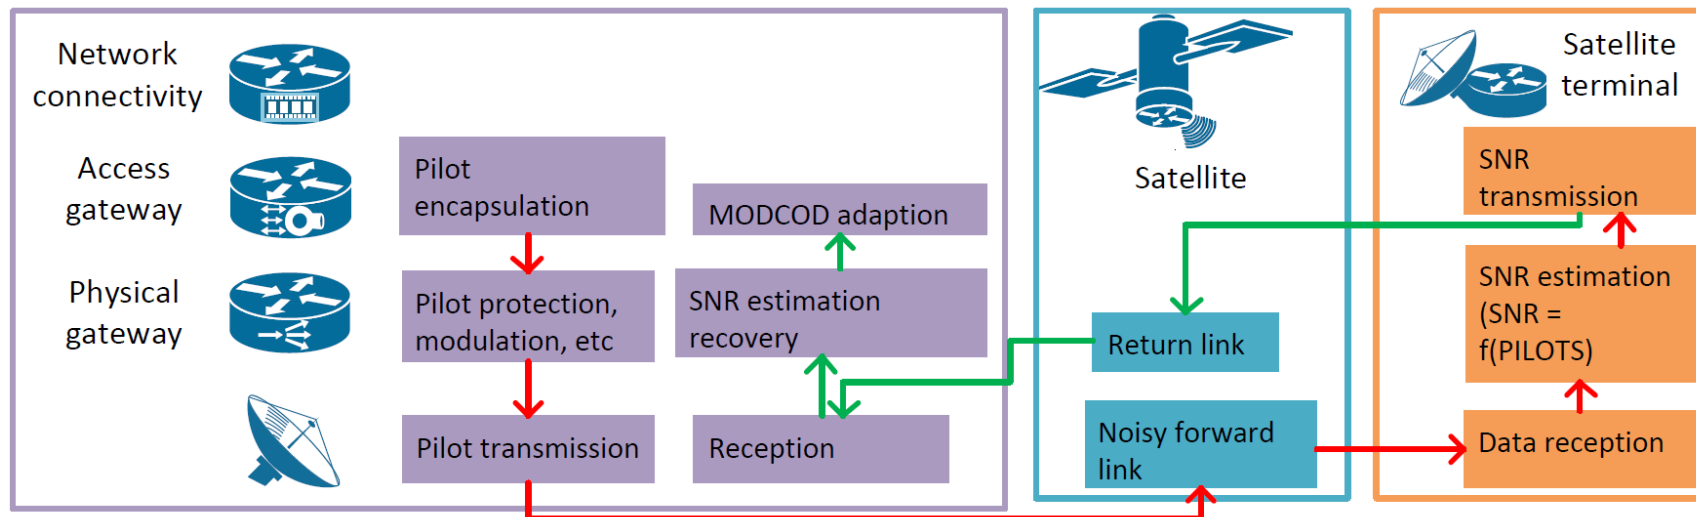 Network
connectivity
Access
gateway
Physical
gateway
Pilot
encapsulation
Pilot protection,
modulation, etc
Pilot transmission
MODCOD adaption
SNR estimation
recovery
Reception
Satellite
Return link
Noisy forward
link
Satellite
terminal
SNR
transmission
SNR estimation
(SNR =
f(PILOTS)
Data reception